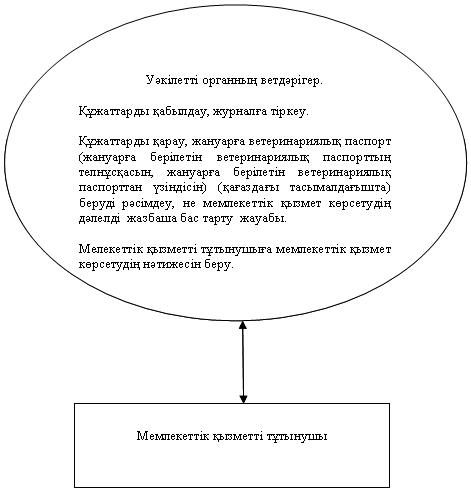 Уәкілетті органның ветдәрігер.
Құжаттарды қабылдау, журналға тіркеу.
Құжаттарды қарау, жануарға ветеринариялық паспорт
(жануарға берілетін ветеринариялық паспорттың
телнұсқасын, жануарға берілетін ветеринариялық
паспорттан үзіндісін) (қағаздағы тасымалдағышта)
беруді рәсімдеу, не мемлекеттік қызмет көрсетудің
дәлелді жазбаша бас тарту жауабы.
Мелекеттік қызметті тұтынушыға мемлекеттік қызмет
көрсетудің нәтижесін беру.
Мемлекеттік қызметті тұтынушы